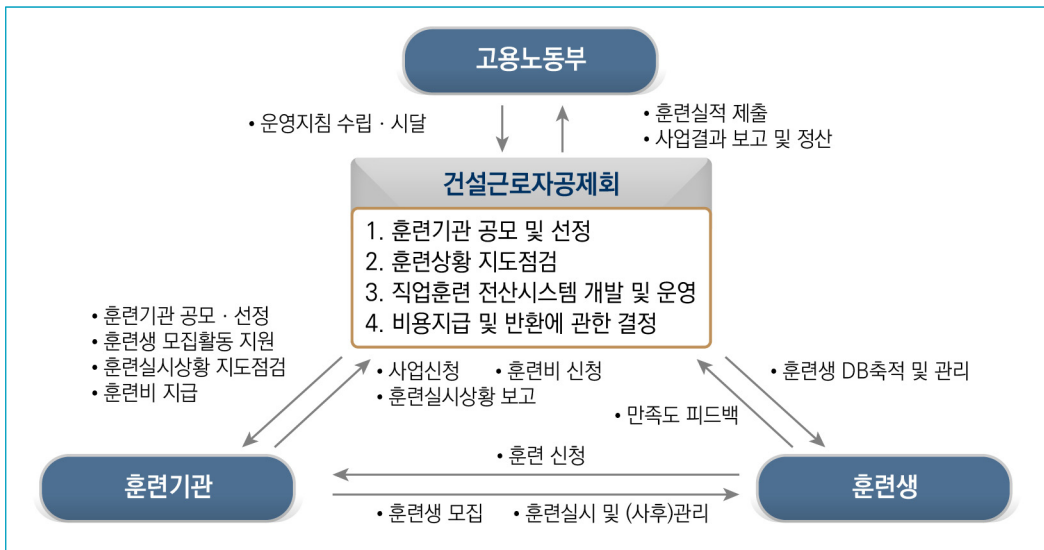 고용노동부
• 운영지침 수립 · 시달
• 훈련실적 제출
• 사업결과 보고 및 정산
건설근로자공제회
1. 훈련기관 공모 및 선정
2. 훈련상황 지도점검
3. 직업훈련 전산시스템 개발 및 운영
4. 비용지급 및 반환에 관한 결정
• 훈련기관 공모 · 선정
• 훈련생 모집활동 지원
• 훈련실시상황 지도점검
• 훈련비 지급
• 사업신청 • 훈련비 신청
• 훈련실시상황 보고
• 훈련생 DB축적 및 관리
• 만족도 피드백
• 훈련 신청
훈련기관
훈련생
• 훈련생 모집 • 훈련실시 및 (사후)관리